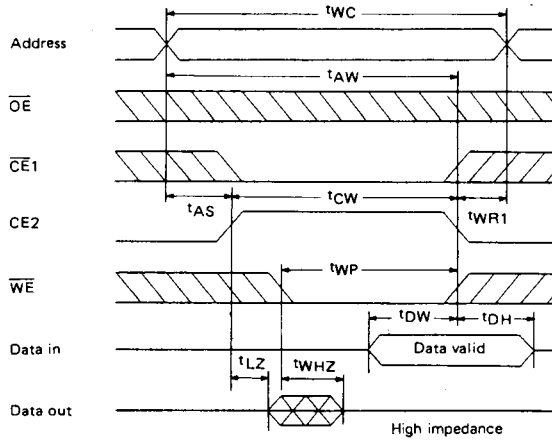 tWC
Address
tAW
OE
CE1
tAS
tCW
tWR1
CE2
tWP
WE
tDW
tDH
Data in
Data valid
tLZ
tWHZ
Data out
High impedance